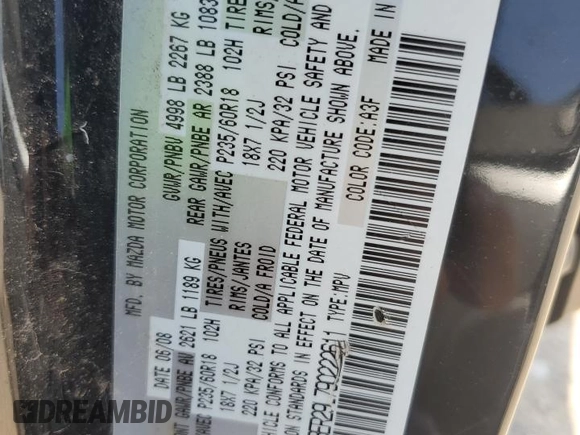 MFD. BY MAZDA MOTOR CORPORATION
DATE 06/08 GVWR/PNBV 4998 LB 2267 KG
GAWR/PNBE AV 2621 LB 1189 KG REAR GAWR/PNBE AR 2388 LB 1083
P235/60R18 102H TIRES/PNEUS WITH/AVEC P235/60R18 102H TIRE
18X7 1/2J RIMS/JANTES 18X7 1/2J RIMS
220 KPA/32 PSI COLD/A FROID 220 KPA/32 PSI COLD/A
VEHICLE CONFORMS TO ALL APPLICABLE FEDERAL MOTOR VEHICLE SAFETY AND
STANDARDS IN EFFECT ON THE DATE OF MANUFACTURE SHOWN ABOVE.
TYPE:MPV COLOR CODE:A3F MADE IN
© AUTOBIDMASTER